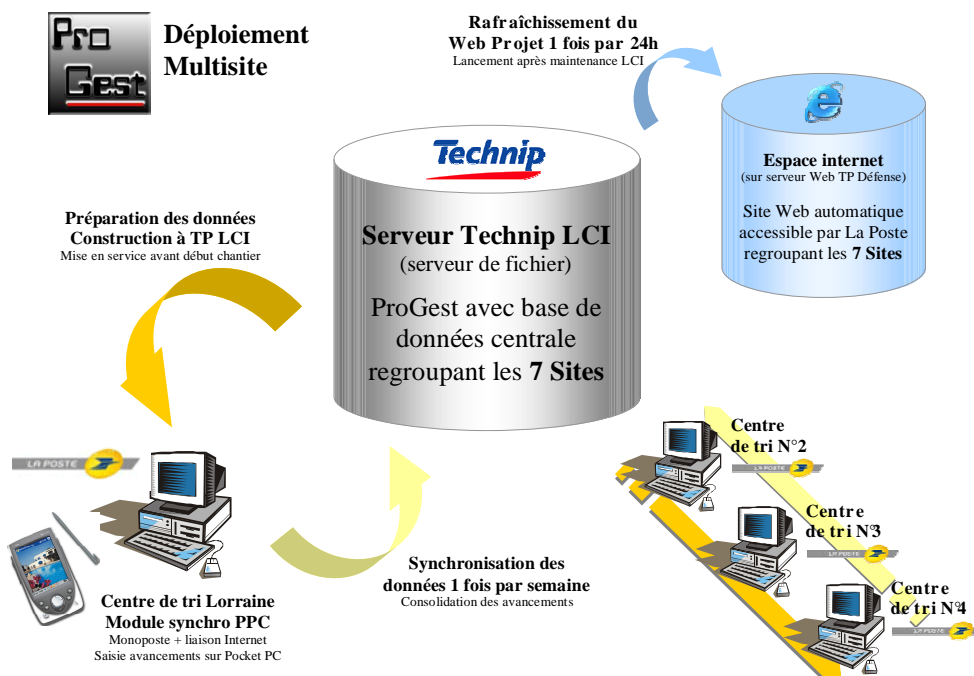 Pro
Gest
Déploiement
Multisite
Rafraîchissement du
Web Projet 1 fois par 24h
Lancement après maintenance LCI
Technip
Espace internet
(sur serveur Web TP Défense)
Site Web automatique
accessible par La Poste
regroupant les 7 Sites
Préparation des données
Construction à TP LCI
Mise en service avant début chantier
Serveur Technip LCI
(serveur de fichier)
ProGest avec base de
données centrale
regroupant les 7 Sites
LA POSTE
Centre de tri Lorraine
Module synchro PPC
Monoposte + liaison Internet
Saisie avancements sur Pocket PC
Synchronisation des
données 1 fois par semaine
Consolidation des avancements
Centre
de tri N°2
LA POSTE
Centre
de tri N°3
LA POSTE
Centre
de tri N°4
LA POSTE